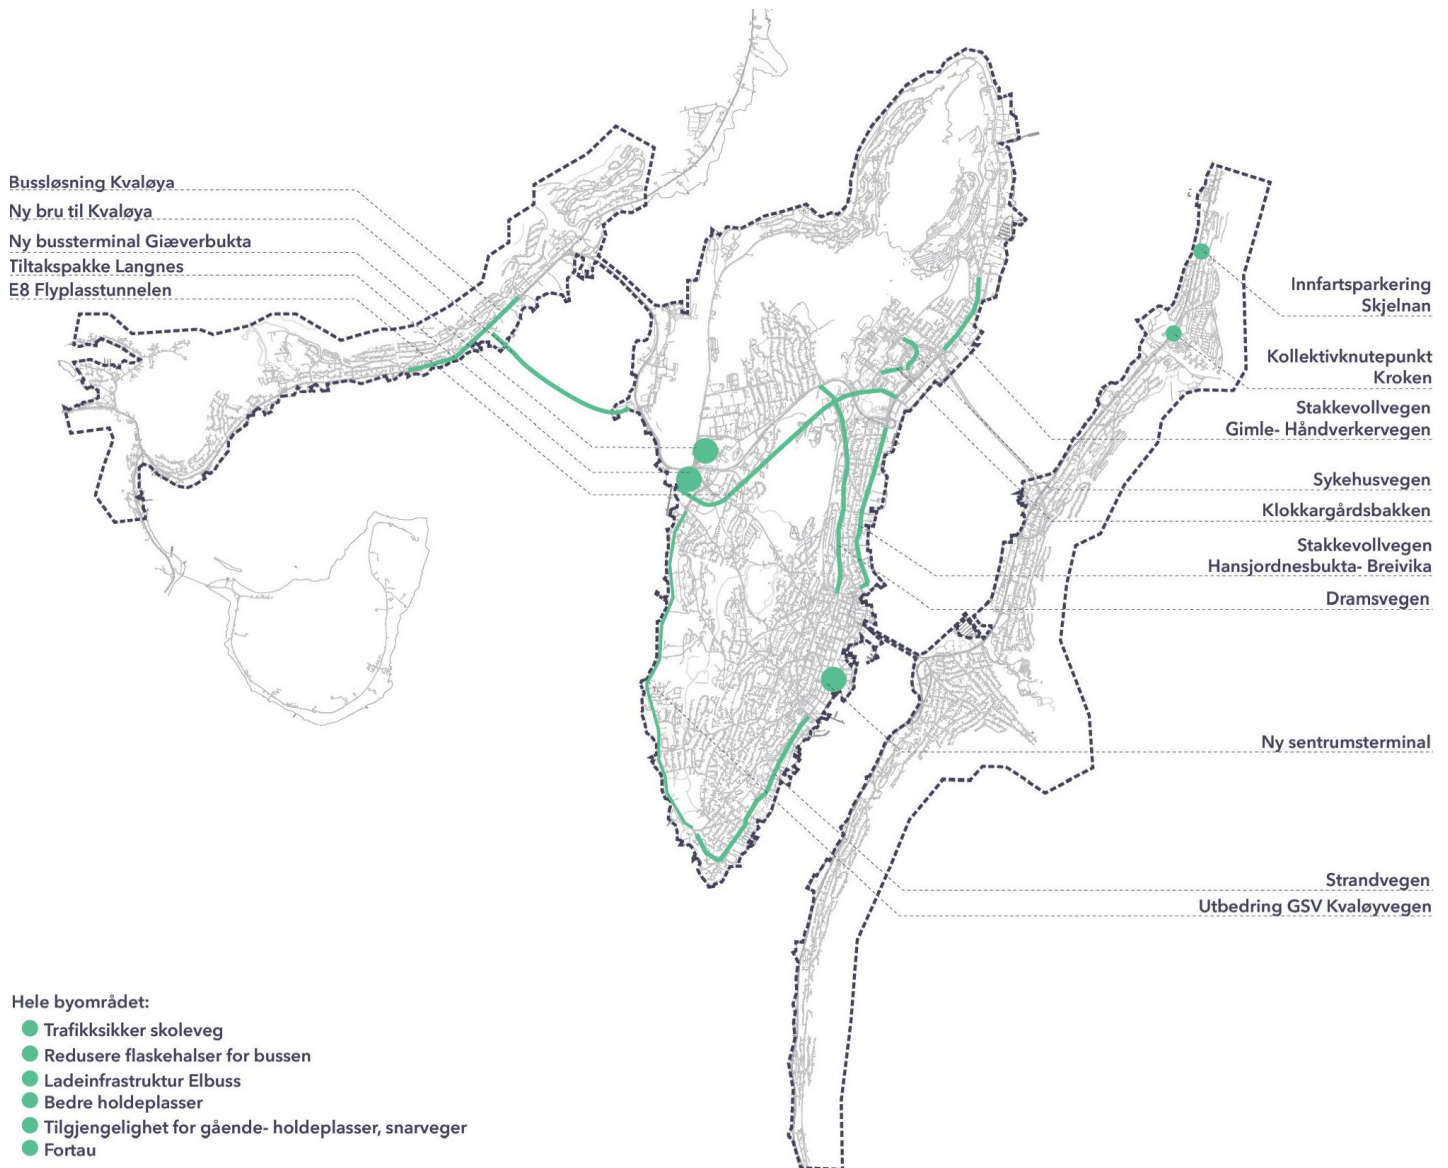 Bussløsning Kvaløya
Ny bru til Kvaløya
Ny bussterminal Giæverbukta
Tiltakspakke Langnes
E8 Flyplasstunnelen
Innfartsparkering
Skjelnan
Kollektivknutepunkt
Kroken
Stakkevollvegen
Gimle- Håndverkervegen
Sykehusvegen
Klokkargårdsbakken
Stakkevollvegen
Hansjordnesbukta- Breivika
Dramsvegen
Ny sentrumsterminal
Strandvegen
Utbedring GSV Kvaløyvegen
Hele byområdet:
Trafikksikker skoleveg
Redusere flaskehalser for bussen
Ladeinfrastruktur Elbuss
Bedre holdeplasser
Tilgjengelighet for gående- holdeplasser, snarveger
Fortau